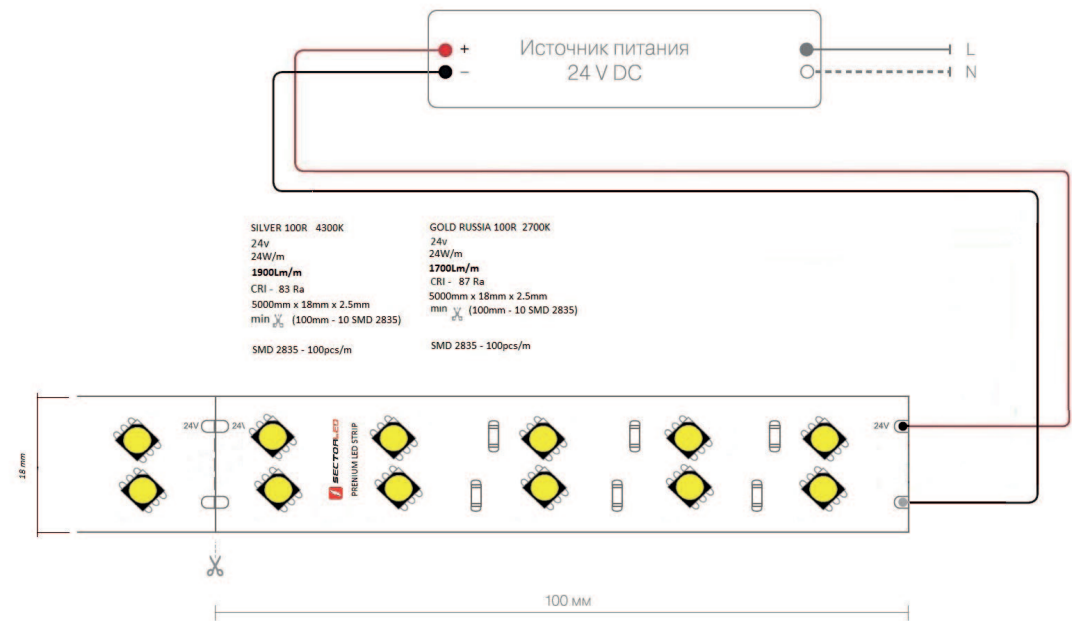 + Источник питания L
– 24 V DC N
SILVER 100R 4300K
24v
24W/m
1900Lm/m
CRI - 83 Ra
5000mm x 18mm x 2.5mm
min (100mm - 10 SMD 2835)
SMD 2835 - 100pcs/m
GOLD RUSSIA 100R 2700K
24v
24W/m
1700Lm/m
CRI - 87 Ra
5000mm x 18mm x 2.5mm
min (100mm - 10 SMD 2835)
SMD 2835 - 100pcs/m
18 mm
24V 24V
SECTORLED
PRENIUM LED STRIP
24V
100 мм